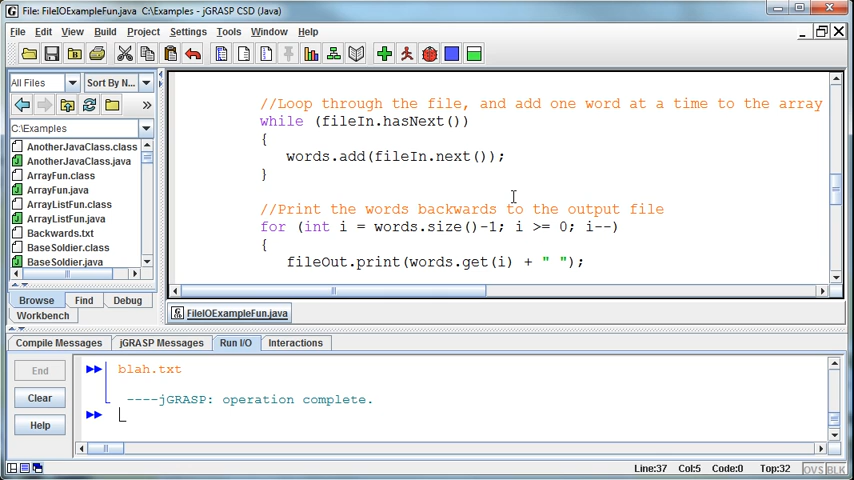 File: FileIOExampleFun.java  C:\Examples - jGRASP CSD (Java)
File Edit View Build Project Settings Tools Window Help
All Files
Sort By N...
C:\Examples
AnotherJavaClass.class
AnotherJavaClass.java
ArrayFun.class
ArrayFun.java
ArrayListFun.class
ArrayListFun.java
Backwards.txt
BaseSoldier.class
BaseSoldier.java
Browse Find Debug
Workbench
//Loop through the file, and add one word at a time to the array
while (fileIn.hasNext())
{
words.add(fileIn.next());
}
//Print the words backwards to the output file
for (int i = words.size()-1; i >= 0; i--)
{
fileOut.print(words.get(i) + " ");
FileIOExampleFun.java
Compile Messages jGRASP Messages Run I/O Interactions
End
Clear
Help
blah.txt
----jGRASP: operation complete.
Line:37 Col:5 Code:0 Top:32 OVS BLK